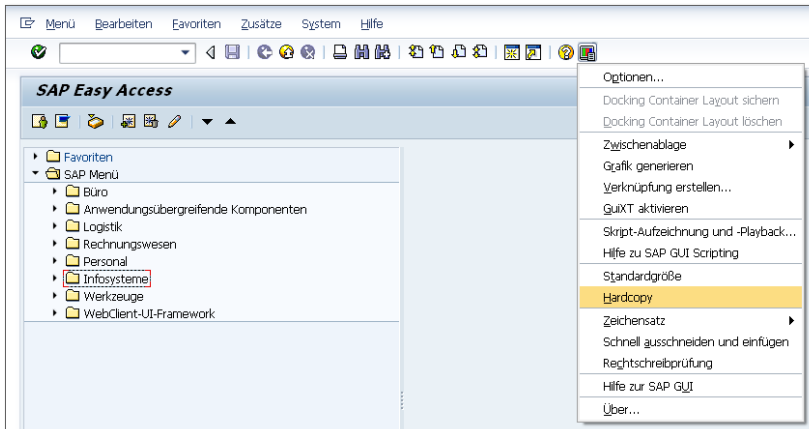 Menü Bearbeiten Favoriten Zusätze System Hilfe
SAP Easy Access
Favoriten
SAP Menü
Büro
Anwendungsübergreifende Komponenten
Logistik
Rechnungswesen
Personal
Infosysteme
Werkzeuge
WebClient-UI-Framework
Optionen...
Docking Container Layout sichern
Docking Container Layout löschen
Zwischenablage
Grafik generieren
Verknüpfung erstellen...
GuiXT aktivieren
Skript-Aufzeichnung und -Playback...
Hilfe zu SAP GUI Scripting
Standardgröße
Hardcopy
Zeichensatz
Schnell ausschneiden und einfügen
Rechtschreibprüfung
Hilfe zur SAP GUI
Über...